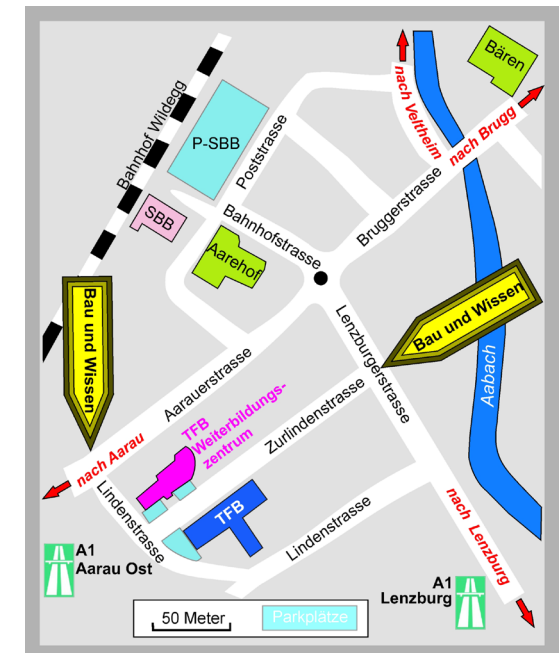 Bären
nach Veltheim
nach Brugg
Bahnhof Wildegg
P-SBB
Poststrasse
SBB
Bahnhofstrasse
Bruggerstrasse
Aarehof
Bau und Wissen
Bau und Wissen
Lenzburgerstrasse
Aabach
Aarauerstrasse
TFB
Weiterbildungs-
zentrum
Zurlindenstrasse
nach Aarau
Lindenstrasse
TFB
Lindenstrasse
nach Lenzburg
A1
Aarau Ost
A1
Lenzburg
50 Meter
Parkplätze